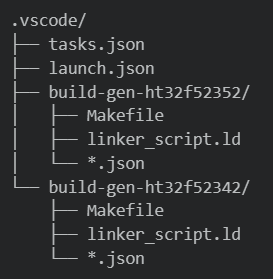 .vscode/
├── tasks.json
├── launch.json
├── build-gen-ht32f52352/
│   ├── Makefile
│   ├── linker_script.ld
│   └── *.json
└── build-gen-ht32f52342/
    ├── Makefile
    ├── linker_script.ld
    └── *.json